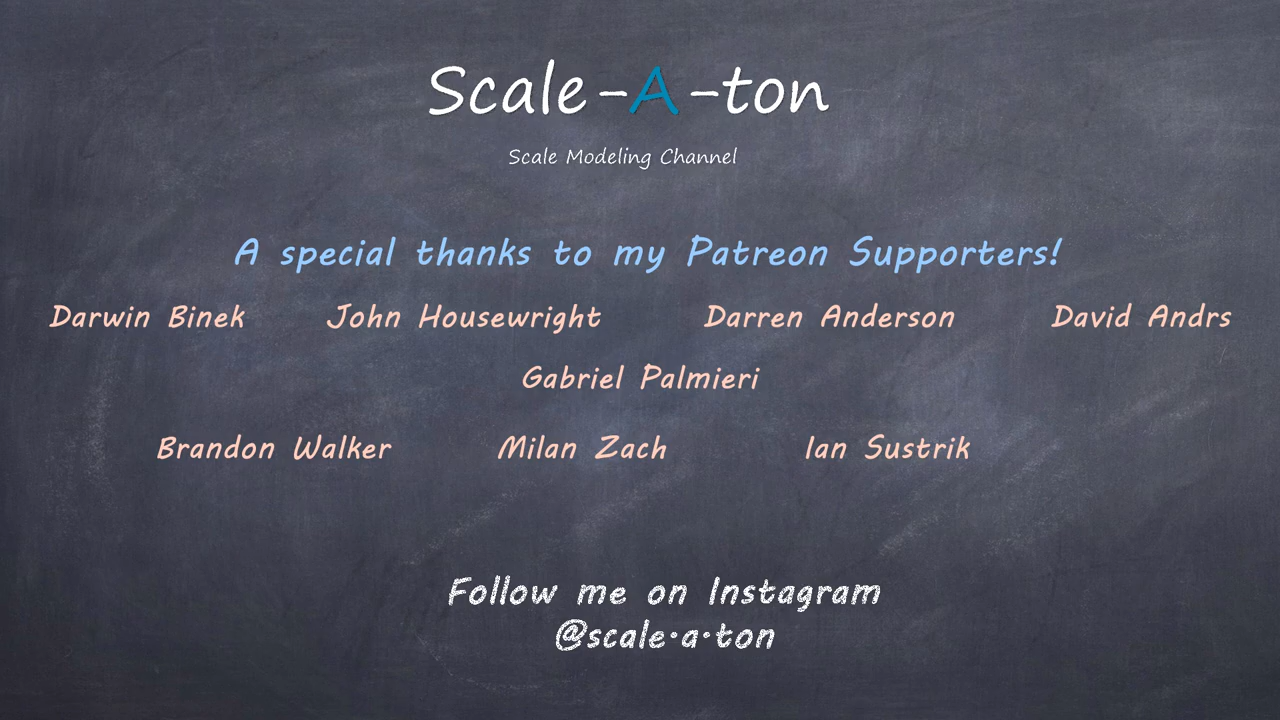 Scale-A-ton
Scale Modeling Channel
A special thanks to my Patreon Supporters!
Darwin Binek John Housewright Darren Anderson David Andrs
Gabriel Palmieri
Brandon Walker Milan Zach Ian Sustrik
Follow me on Instagram
@scale·a·ton